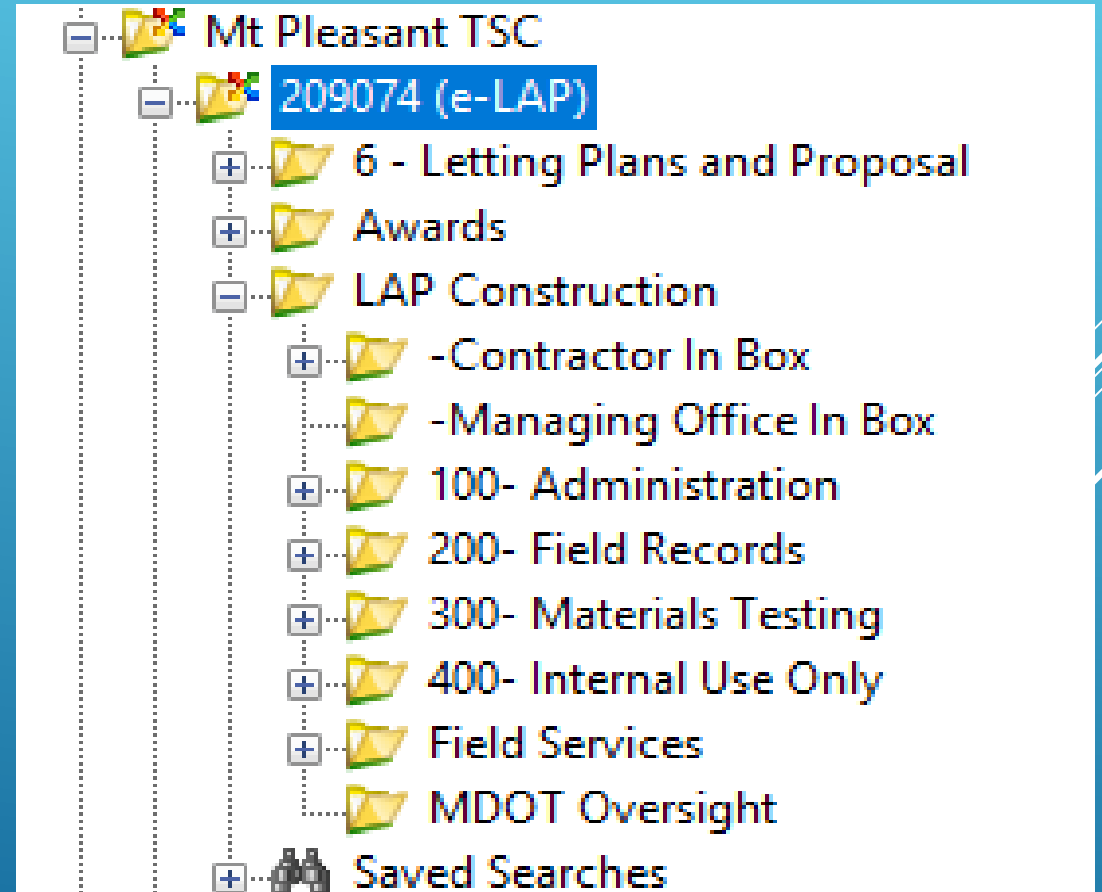 Mt Pleasant TSC
209074 (e-LAP)
6 - Letting Plans and Proposal
Awards
LAP Construction
-Contractor In Box
-Managing Office In Box
100- Administration
200- Field Records
300- Materials Testing
400- Internal Use Only
Field Services
MDOT Oversight
Saved Searches